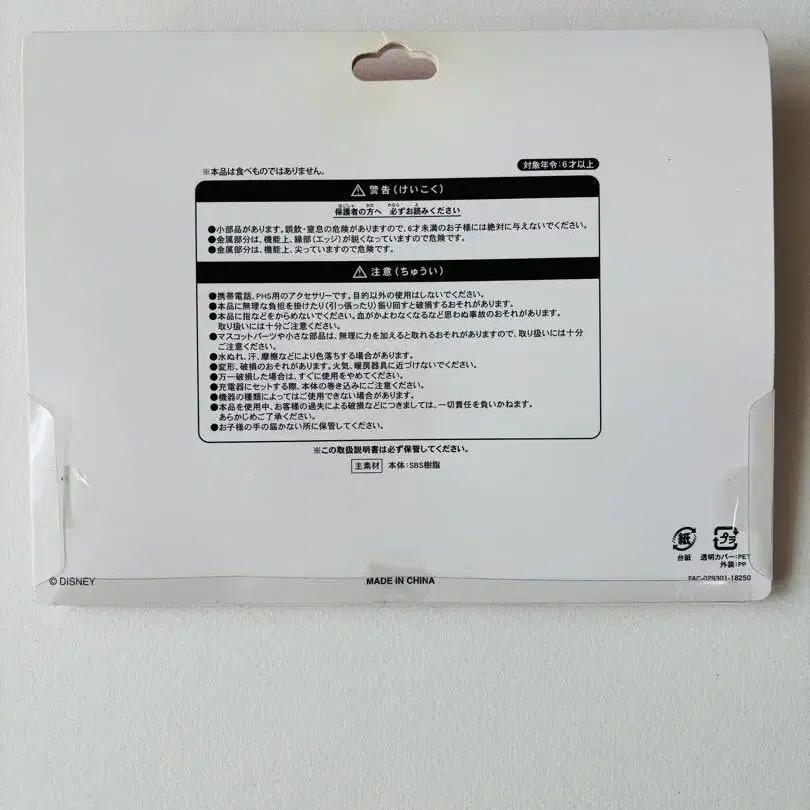 ※本品は食べものではありません。
対象年令：6才以上
⚠ 警告（けいこく）
保護者の方へ 必ずお読みください
●小部品があります。誤飲・窒息の危険がありますので、6才未満のお子様には絶対に与えないでください。
●金属部分は、機能上、縁部（エッジ）が鋭くなっていますので危険です。
●金属部分は、機能上、尖っていますので危険です。
⚠ 注意（ちゅうい）
●携帯電話、PHS用のアクセサリーです。目的以外の使用はしないでください。
●本品に無理な負担を掛けたり（引っ張ったり）振り回すと破損するおそれがあります。
●本品に指などをからめないでください。血がかよわなくなるなど思わぬ事故のおそれがあります。
取り扱いには十分ご注意ください。
●マスコットパーツや小さな部品は、無理に力を加えると取れるおそれがありますので、取り扱いには十分
ご注意ください。
●水ぬれ、汗、摩擦などにより色落ちする場合があります。
●変形、破損のおそれがあります。火気、暖房器具に近づけないでください。
●万一破損した場合は、すぐに使用をやめてください。
●充電器にセットする際、本体の巻き込みにご注意ください。
●機器の種類によってはご使用できない場合があります。
●本品を使用中、お客様の過失による破損などにつきましては、一切責任を負いかねます。
あらかじめご了承ください。
●お子様の手の届かない所に保管してください。
※この取扱説明書は必ず保管してください。
主素材 本体：SBS樹脂
紙 プラ
台紙 透明カバー：PET
外装：PP
© DISNEY
MADE IN CHINA
FAC-029301-18250